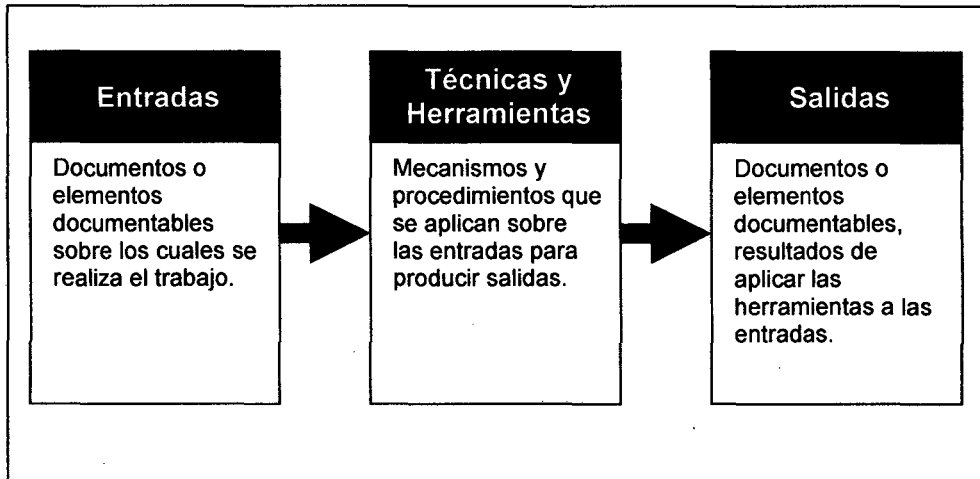 Entradas
Documentos o
elementos
documentables
sobre los cuales se
realiza el trabajo.
Técnicas y
Herramientas
Mecanismos y
procedimientos que
se aplican sobre
las entradas para
producir salidas.
Salidas
Documentos o
elementos
documentables,
resultados de
aplicar las
herramientas a las
entradas.